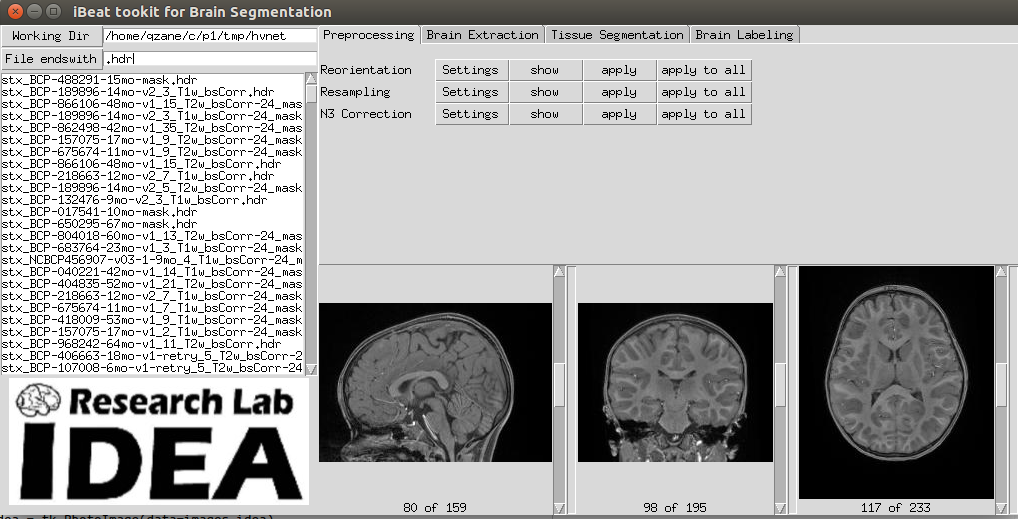 iBeat tookit for Brain Segmentation
Working Dir /home/qzane/c/p1/tmp/hvnet
File endswith .hdr
Preprocessing Brain Extraction Tissue Segmentation Brain Labeling
Reorientation Settings show apply apply to all
Resampling Settings show apply apply to all
N3 Correction Settings show apply apply to all
stx_BCP-488291-15mo-mask.hdr
stx_BCP-189896-14mo-v2_3_T1w_bsCorr.hdr
stx_BCP-866106-48mo-v1_15_T2w_bsCorr-24_mas
stx_BCP-189896-14mo-v2_3_T1w_bsCorr-24_mask
stx_BCP-862498-42mo-v1_35_T2w_bsCorr-24_mas
stx_BCP-157075-17mo-v1_9_T2w_bsCorr-24_mask
stx_BCP-675674-11mo-v1_9_T2w_bsCorr-24_mask
stx_BCP-866106-48mo-v1_15_T2w_bsCorr.hdr
stx_BCP-218663-12mo-v2_7_T1w_bsCorr.hdr
stx_BCP-189896-14mo-v2_5_T2w_bsCorr-24_mask
stx_BCP-132476-9mo-v2_3_T1w_bsCorr.hdr
stx_BCP-017541-10mo-mask.hdr
stx_BCP-650295-67mo-mask.hdr
stx_BCP-804018-60mo-v1_13_T2w_bsCorr-24_mas
stx_BCP-683764-23mo-v1_3_T1w_bsCorr-24_mask
stx_NCBCP456907-v03-1-9mo_4_T1w_bsCorr-24_m
stx_BCP-040221-42mo-v1_14_T1w_bsCorr-24_mas
stx_BCP-404835-52mo-v1_21_T2w_bsCorr-24_mas
stx_BCP-218663-12mo-v2_7_T1w_bsCorr-24_mask
stx_BCP-675674-11mo-v1_7_T1w_bsCorr-24_mask
stx_BCP-418009-53mo-v1_9_T1w_bsCorr-24_mask
stx_BCP-157075-17mo-v1_2_T1w_bsCorr-24_mask
stx_BCP-968242-64mo-v1_11_T2w_bsCorr.hdr
stx_BCP-406663-18mo-v1-retry_5_T2w_bsCorr-2
stx_BCP-107008-6mo-v1-retry_5_T2w_bsCorr-24
Research Lab
IDEA
80 of 159
98 of 195
117 of 233